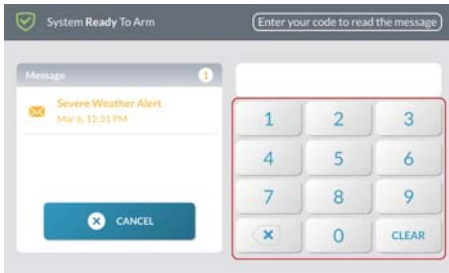 System Ready To Arm
Enter your code to read the message
Message 1
Severe Weather Alert
Mar 6, 12:31 PM
CANCEL
1 2 3
4 5 6
7 8 9
0 CLEAR